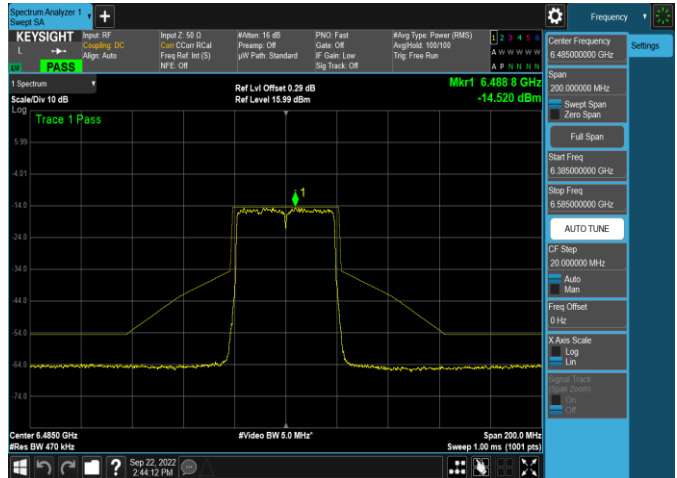 Spectrum Analyzer 1
Swept SA
Frequency
KEYSIGHT
L
PASS
Input: RF
Coupling: DC
Align: Auto
Input Z: 50 Ω
Corr CCorr RCal
Freq Ref: Int (S)
NFE: Off
#Atten: 16 dB
Preamp: Off
µW Path: Standard
PNO: Fast
Gate: Off
IF Gain: Low
Sig Track: Off
#Avg Type: Power (RMS)
Avg|Hold: 100/100
Trig: Free Run
1 2 3 4 5 6
A W W W W W
A P N N N N
Center Frequency
6.485000000 GHz
Settings
1 Spectrum
Scale/Div 10 dB
Ref Lvl Offset 0.29 dB
Ref Level 15.99 dBm
Mkr1 6.488 8 GHz
-14.520 dBm
Log
Trace 1 Pass
1
5.99
-4.01
-14.0
-24.0
-34.0
-44.0
-54.0
-64.0
-74.0
Span
200.000000 MHz
Swept Span
Zero Span
Full Span
Start Freq
6.385000000 GHz
Stop Freq
6.585000000 GHz
AUTO TUNE
CF Step
20.000000 MHz
Auto
Man
Freq Offset
0 Hz
X Axis Scale
Log
Lin
Signal Track
(Span Zoom)
On
Off
Center 6.4850 GHz
#Res BW 470 kHz
#Video BW 5.0 MHz*
Span 200.0 MHz
Sweep 1.00 ms (1001 pts)
Sep 22, 2022
2:44:12 PM